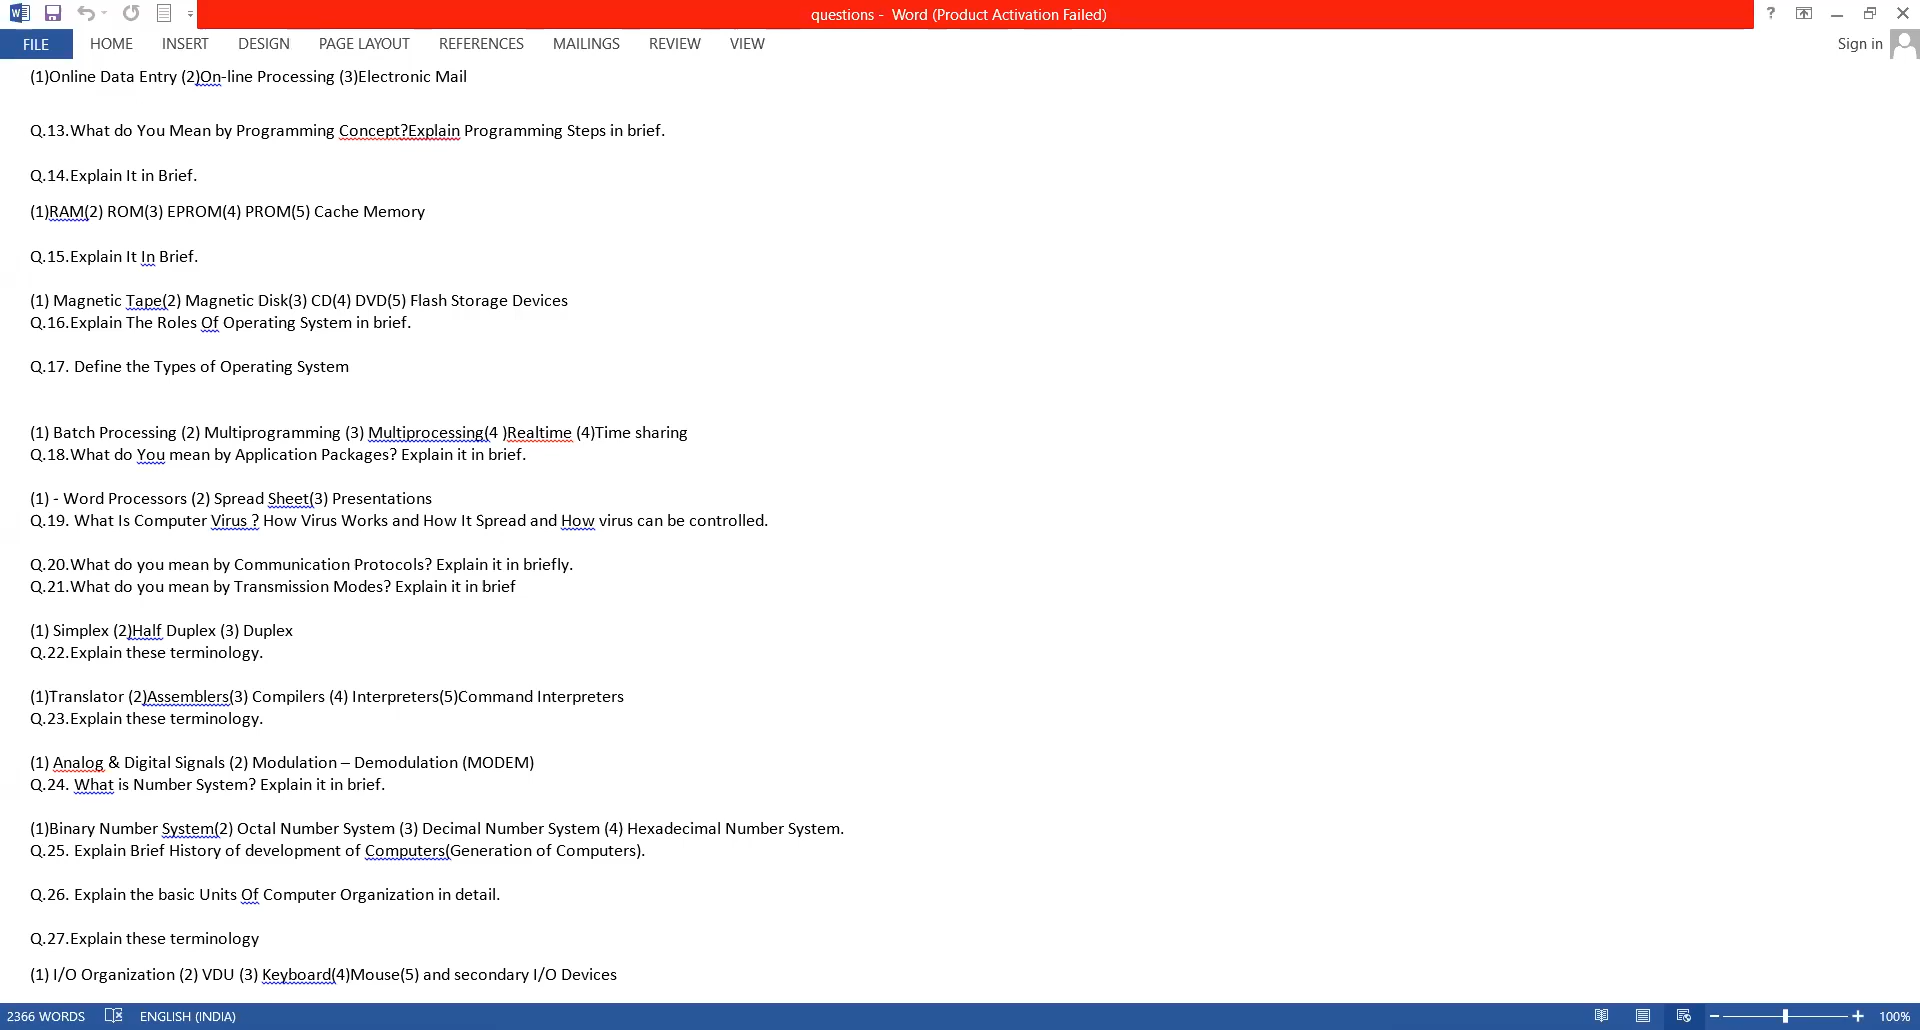 questions - Word (Product Activation Failed)
?
FILE HOME INSERT DESIGN PAGE LAYOUT REFERENCES MAILINGS REVIEW VIEW Sign in
(1)Online Data Entry (2)On-line Processing (3)Electronic Mail
Q.13.What do You Mean by Programming Concept?Explain Programming Steps in brief.
Q.14.Explain It in Brief.
(1)RAM(2) ROM(3) EPROM(4) PROM(5) Cache Memory
Q.15.Explain It In Brief.
(1) Magnetic Tape(2) Magnetic Disk(3) CD(4) DVD(5) Flash Storage Devices
Q.16.Explain The Roles Of Operating System in brief.
Q.17. Define the Types of Operating System
(1) Batch Processing (2) Multiprogramming (3) Multiprocessing(4 )Realtime (4)Time sharing
Q.18.What do You mean by Application Packages? Explain it in brief.
(1) - Word Processors (2) Spread Sheet(3) Presentations
Q.19. What Is Computer Virus ? How Virus Works and How It Spread and How virus can be controlled.
Q.20.What do you mean by Communication Protocols? Explain it in briefly.
Q.21.What do you mean by Transmission Modes? Explain it in brief
(1) Simplex (2)Half Duplex (3) Duplex
Q.22.Explain these terminology.
(1)Translator (2)Assemblers(3) Compilers (4) Interpreters(5)Command Interpreters
Q.23.Explain these terminology.
(1) Analog & Digital Signals (2) Modulation – Demodulation (MODEM)
Q.24. What is Number System? Explain it in brief.
(1)Binary Number System(2) Octal Number System (3) Decimal Number System (4) Hexadecimal Number System.
Q.25. Explain Brief History of development of Computers(Generation of Computers).
Q.26. Explain the basic Units Of Computer Organization in detail.
Q.27.Explain these terminology
(1) I/O Organization (2) VDU (3) Keyboard(4)Mouse(5) and secondary I/O Devices
2366 WORDS ENGLISH (INDIA) 100%